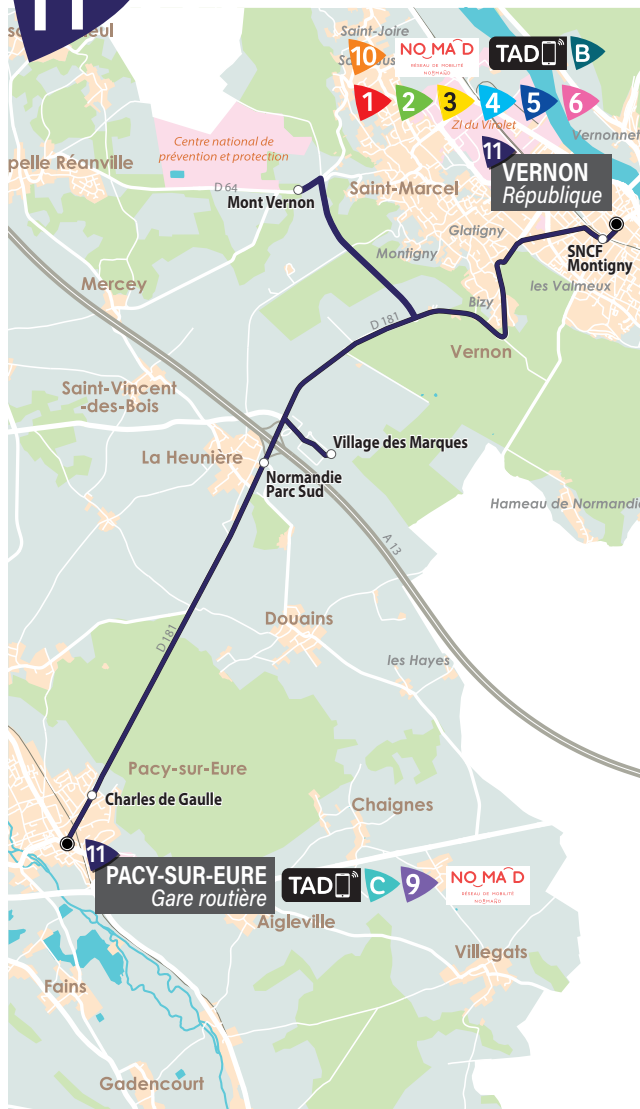 11
Saint-Joire
10
NO MA D
RÉSEAU DE MOBILITÉ
NORMAND
TAD
B
1
2
3
4
5
6
ZI du Virolet
Vernonnet
11
VERNON
République
Centre national de
prévention et protection
pelle Réanville
D 64
Mont Vernon
Saint-Marcel
Glatigny
SNCF
Montigny
Montigny
les Valmeux
Mercey
Bizy
D 181
Vernon
Saint-Vincent
-des-Bois
Village des Marques
La Heunière
Normandie
Parc Sud
Hameau de Normandie
A 13
Douains
D 181
les Hayes
Pacy-sur-Eure
Charles de Gaulle
Chaignes
11
PACY-SUR-EURE
Gare routière
TAD
C
9
NO MA D
RÉSEAU DE MOBILITÉ
NORMAND
Aigleville
Villegats
Fains
Gadencourt